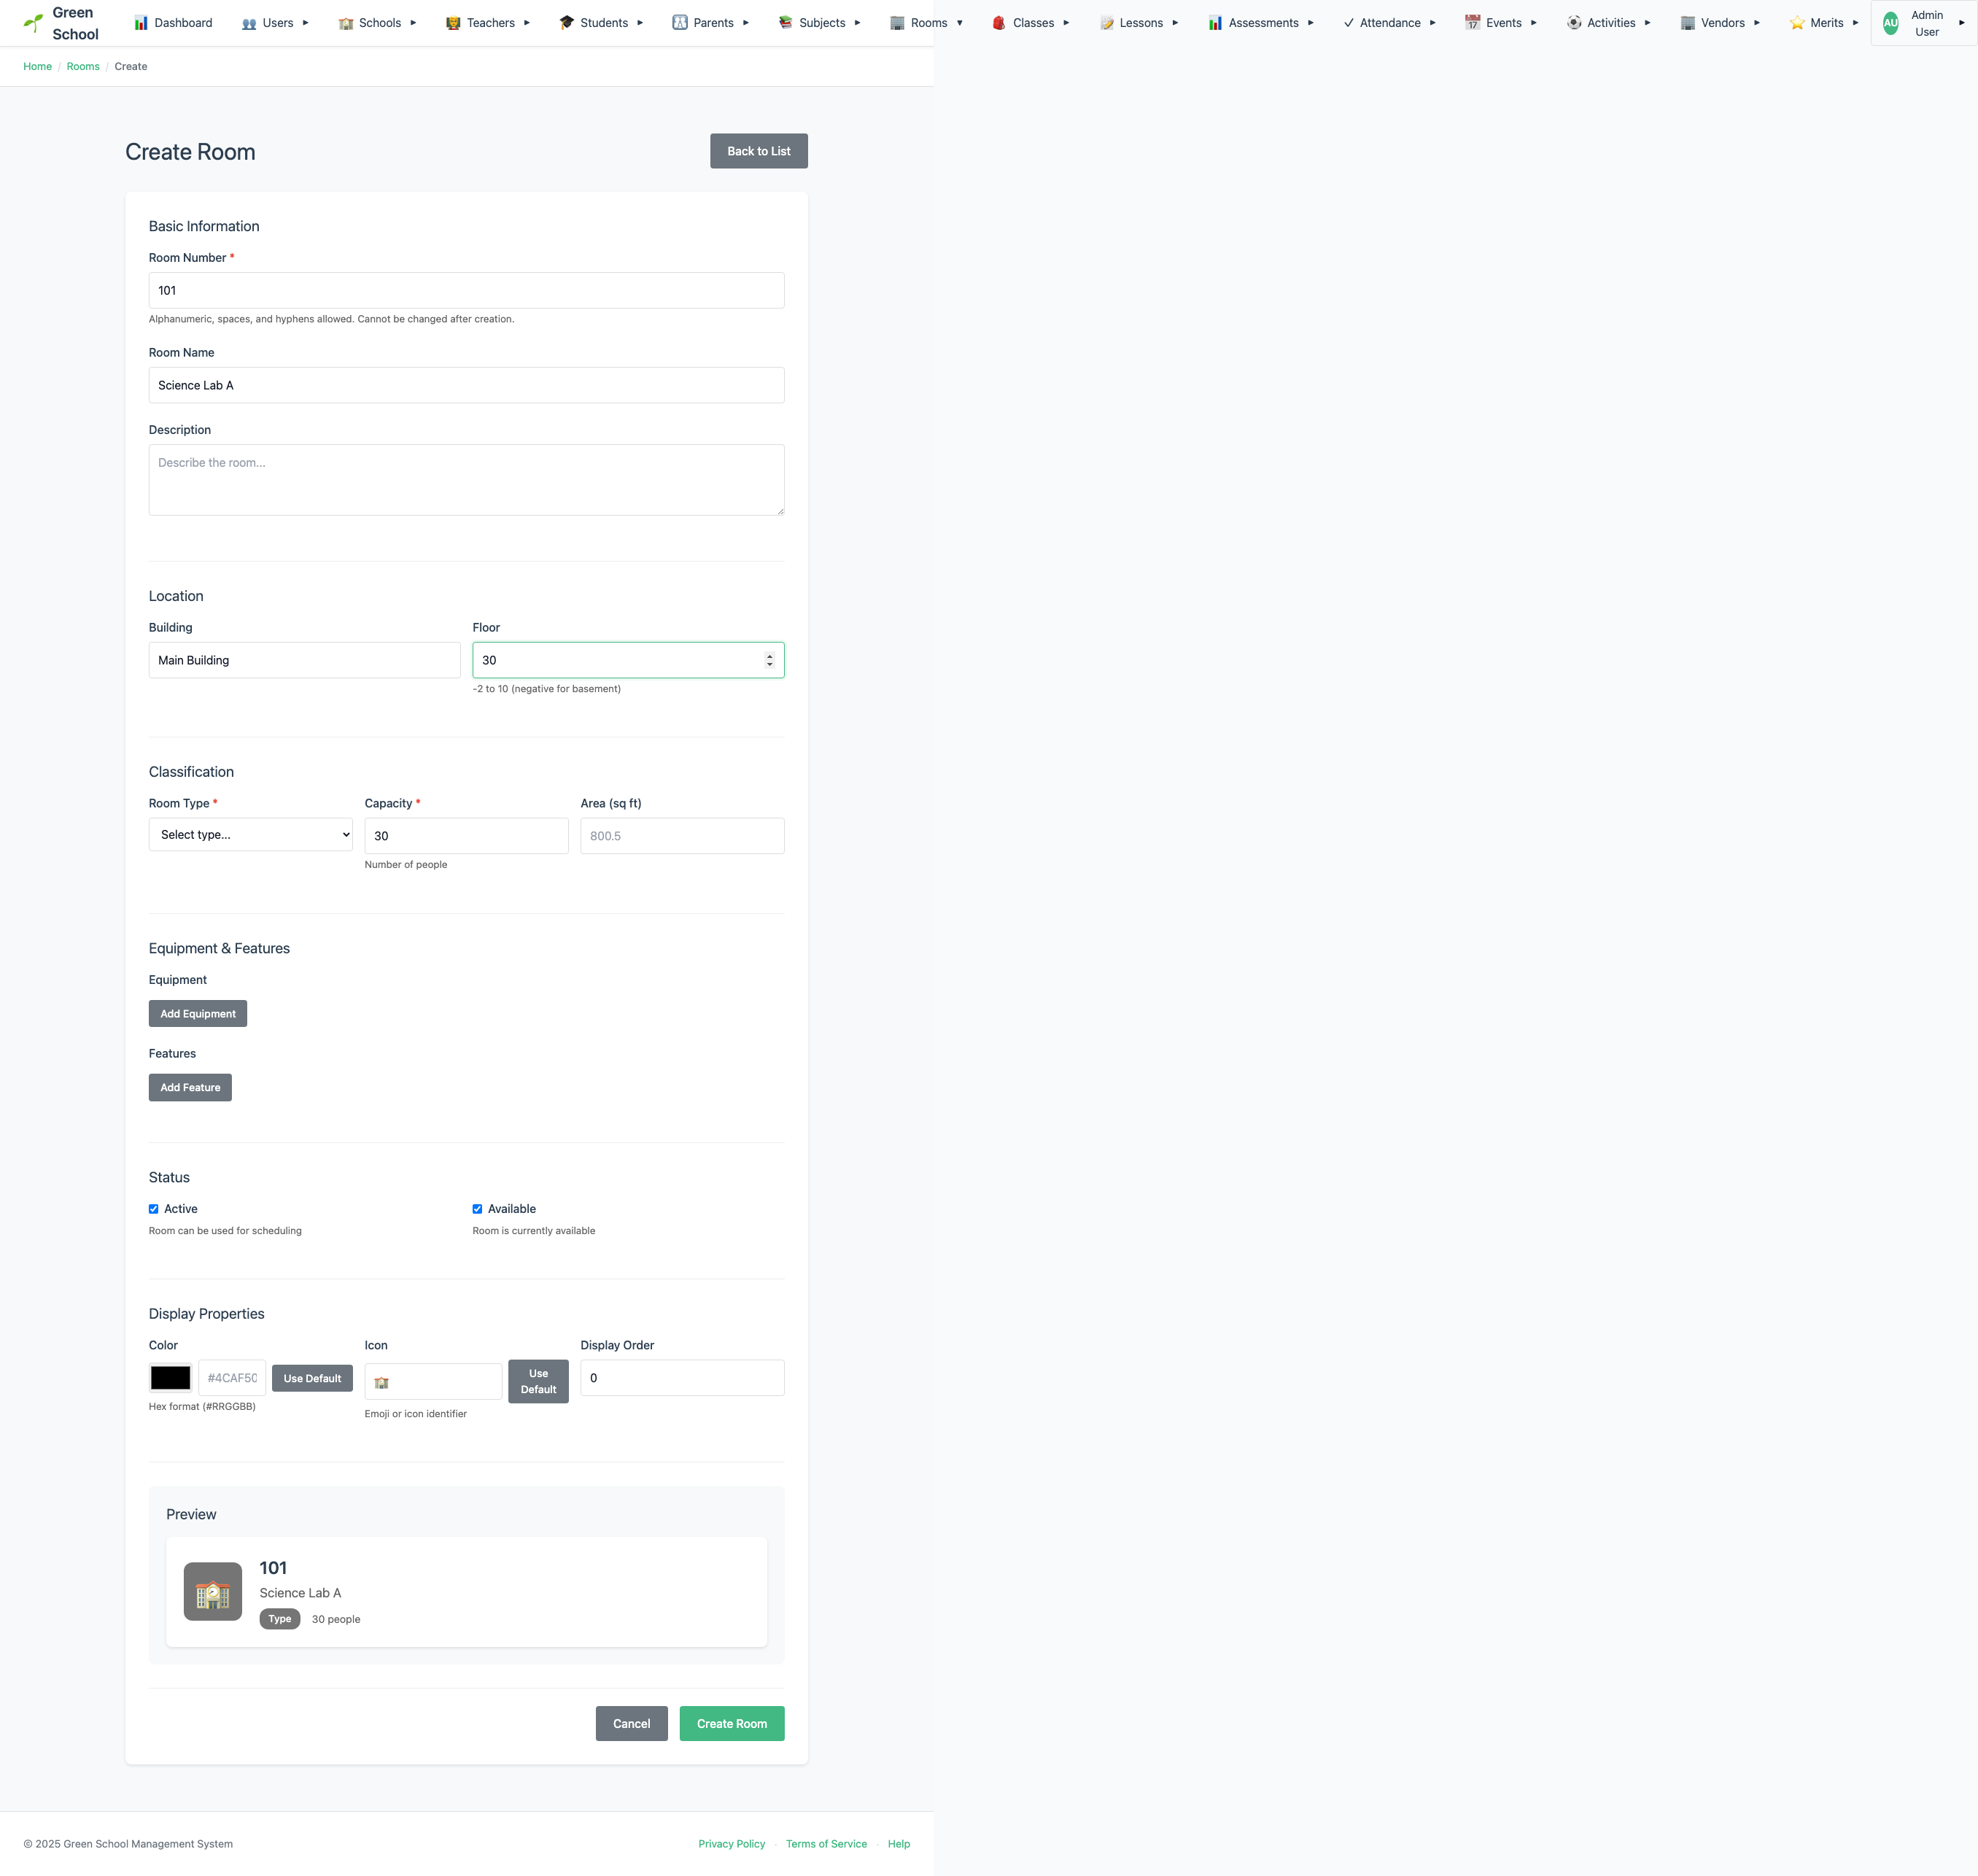 Green School
Dashboard
Users
Schools
Teachers
Students
Parents
Subjects
Rooms
Classes
Lessons
Assessments
Attendance
Events
Activities
Vendors
Merits
AU
Admin User
Home / Rooms / Create
Create Room
Back to List
Basic Information
Room Number *
101
Alphanumeric, spaces, and hyphens allowed. Cannot be changed after creation.
Room Name
Science Lab A
Description
Describe the room...
Location
Building
Floor
Main Building
30
-2 to 10 (negative for basement)
Classification
Room Type *
Capacity *
Area (sq ft)
Select type...
30
800.5
Number of people
Equipment & Features
Equipment
Add Equipment
Features
Add Feature
Status
Active
Available
Room can be used for scheduling
Room is currently available
Display Properties
Color
Icon
Display Order
#4CAF50
Use Default
Use Default
0
Hex format (#RRGGBB)
Emoji or icon identifier
Preview
101
Science Lab A
Type
30 people
Cancel
Create Room
© 2025 Green School Management System
Privacy Policy · Terms of Service · Help